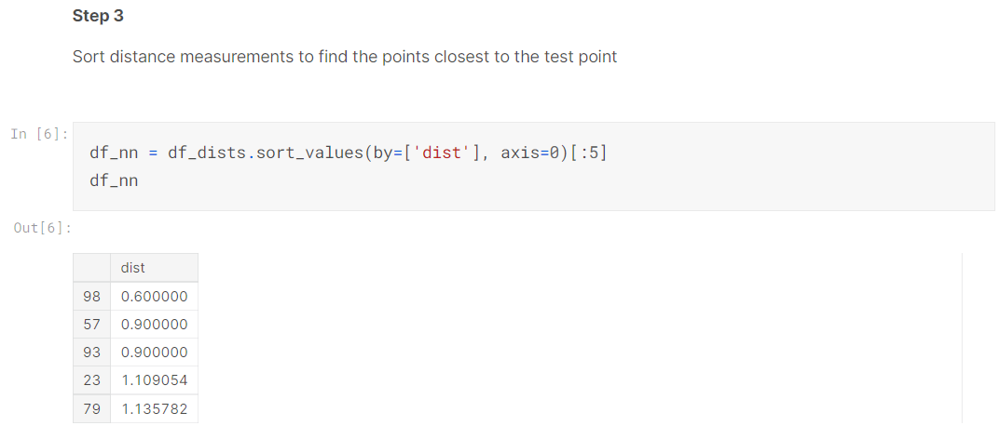 Step 3
Sort distance measurements to find the points closest to the test point
In [6]:
df_nn = df_dists.sort_values(by=['dist'], axis=0)[:5]
df_nn
Out[6]:
dist
98 0.600000
57 0.900000
93 0.900000
23 1.109054
79 1.135782